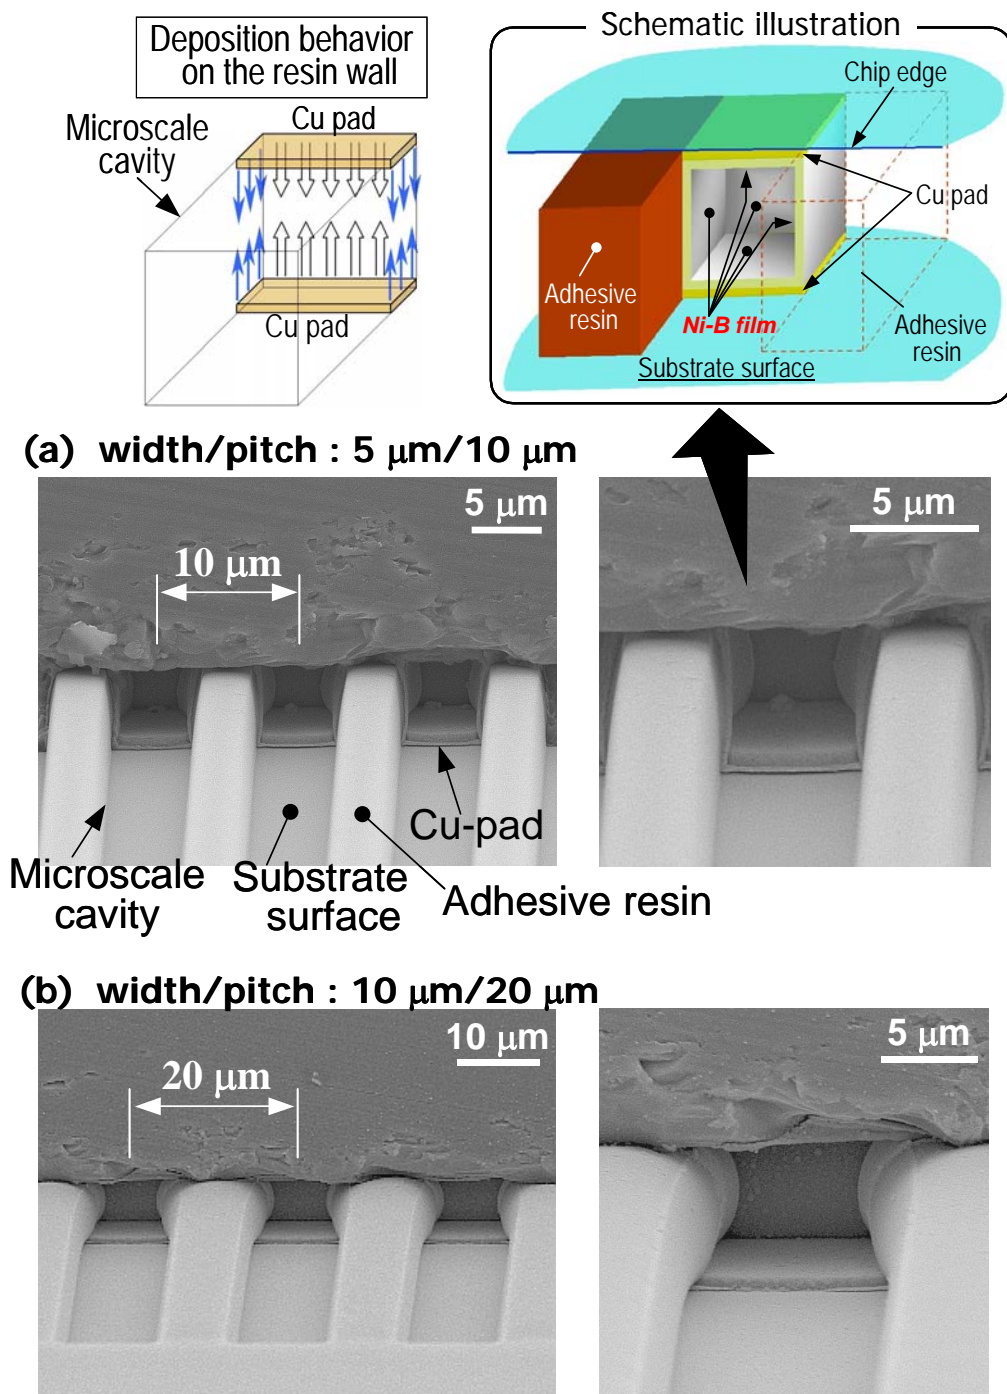 Deposition behavior
on the resin wall
Cu pad
Microscale
cavity
Cu pad
Schematic illustration
Chip edge
Cu pad
Adhesive
resin
Ni-B film
Adhesive
resin
Substrate surface
(a) width/pitch : 5 μm/10 μm
5 μm
10 μm
5 μm
Cu-pad
Microscale
cavity
Substrate
surface
Adhesive resin
(b) width/pitch : 10 μm/20 μm
10 μm
20 μm
5 μm